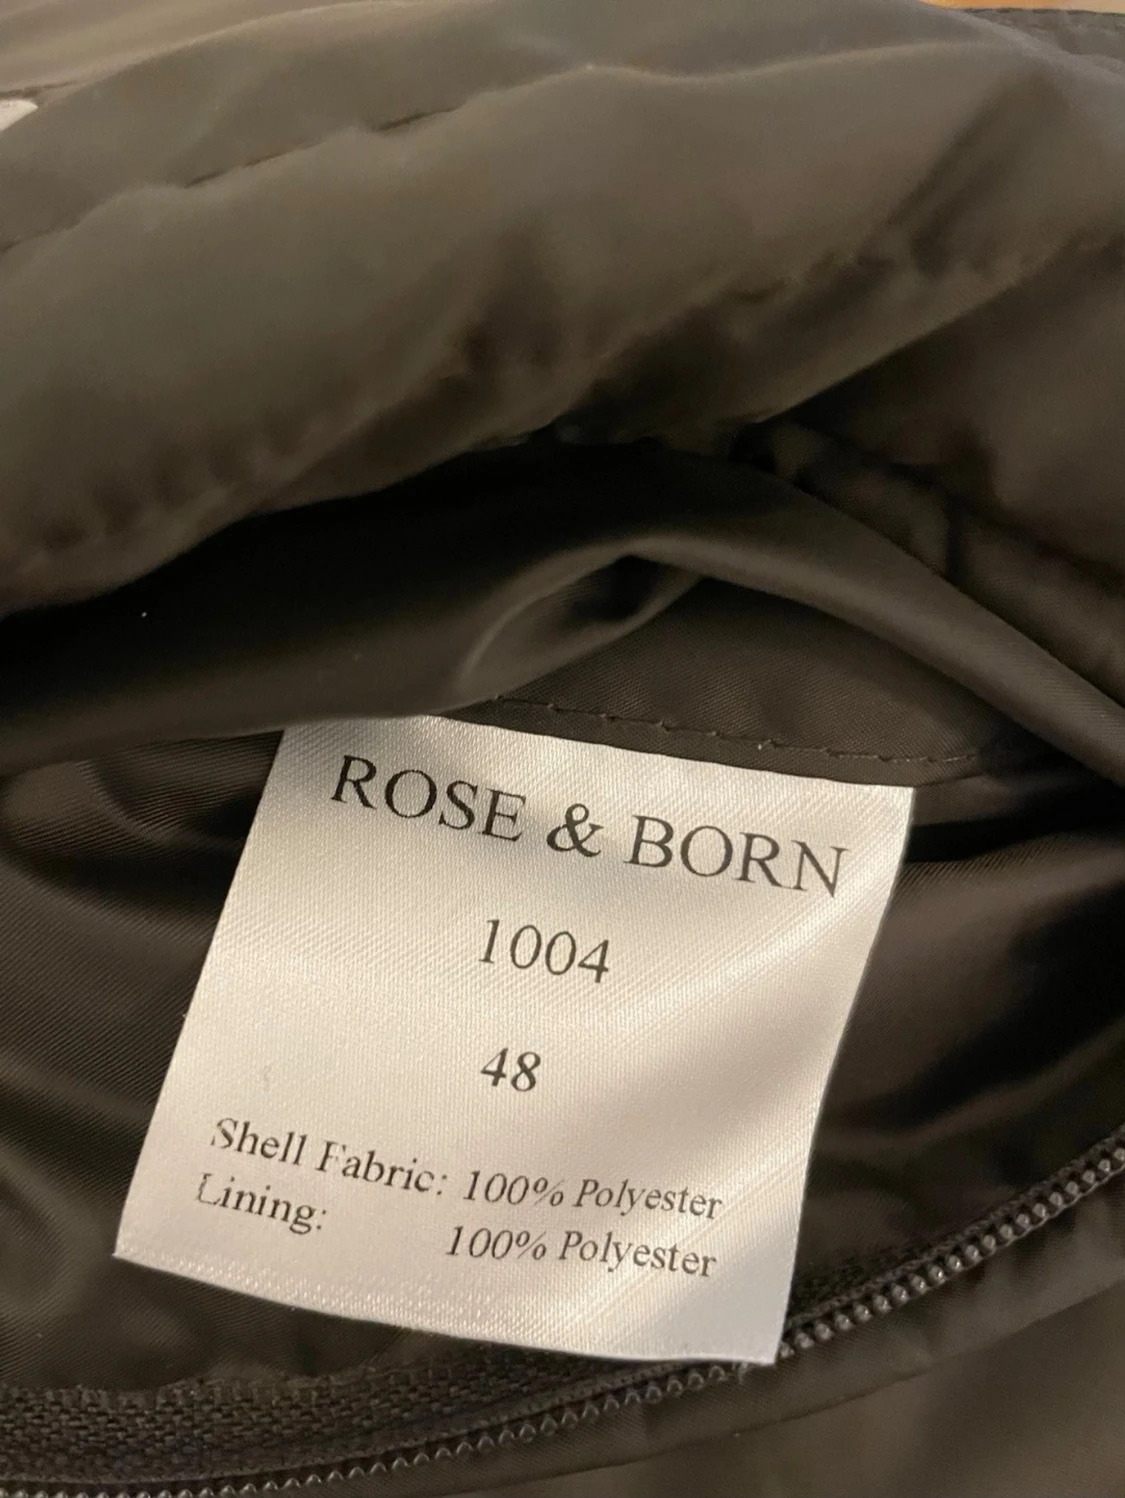 ROSE & BORN
1004
48
Shell Fabric: 100% Polyester
Lining: 100% Polyester